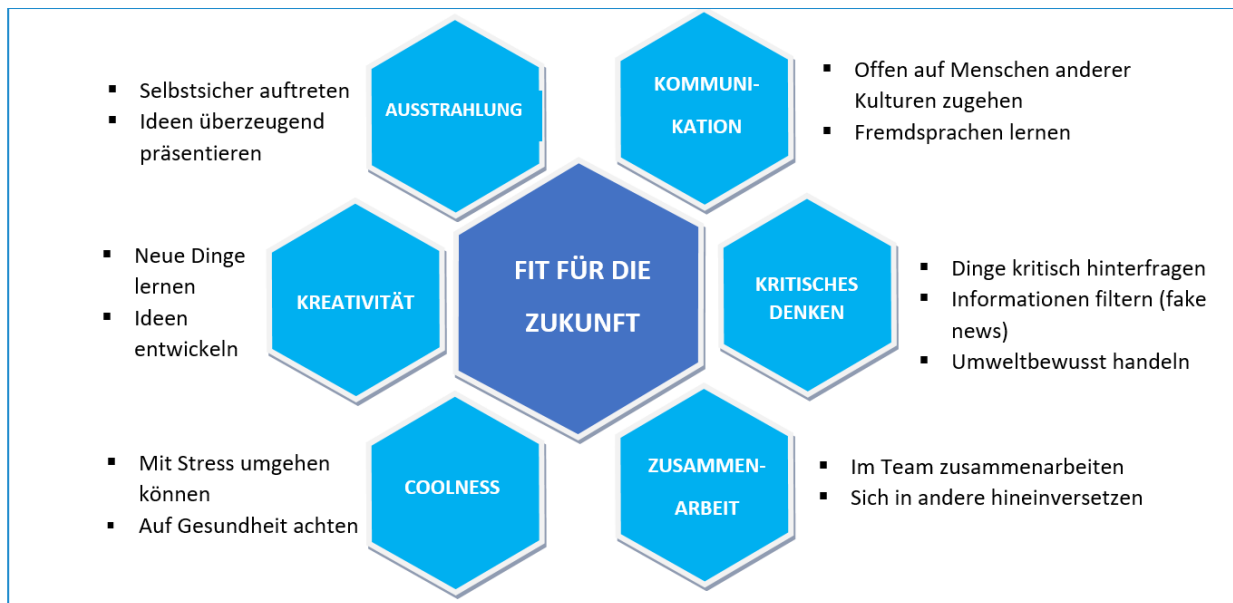 ▪ Selbstsicher auftreten
▪ Ideen überzeugend
präsentieren
AUSSTRAHLUNG
KOMMUNI-
KATION
▪ Offen auf Menschen anderer
Kulturen zugehen
▪ Fremdsprachen lernen
▪ Neue Dinge
lernen
▪ Ideen
entwickeln
KREATIVITÄT
FIT FÜR DIE
ZUKUNFT
KRITISCHES
DENKEN
▪ Dinge kritisch hinterfragen
▪ Informationen filtern (fake
news)
▪ Umweltbewusst handeln
▪ Mit Stress umgehen
können
▪ Auf Gesundheit achten
COOLNESS
ZUSAMMEN-
ARBEIT
▪ Im Team zusammenarbeiten
▪ Sich in andere hineinversetzen